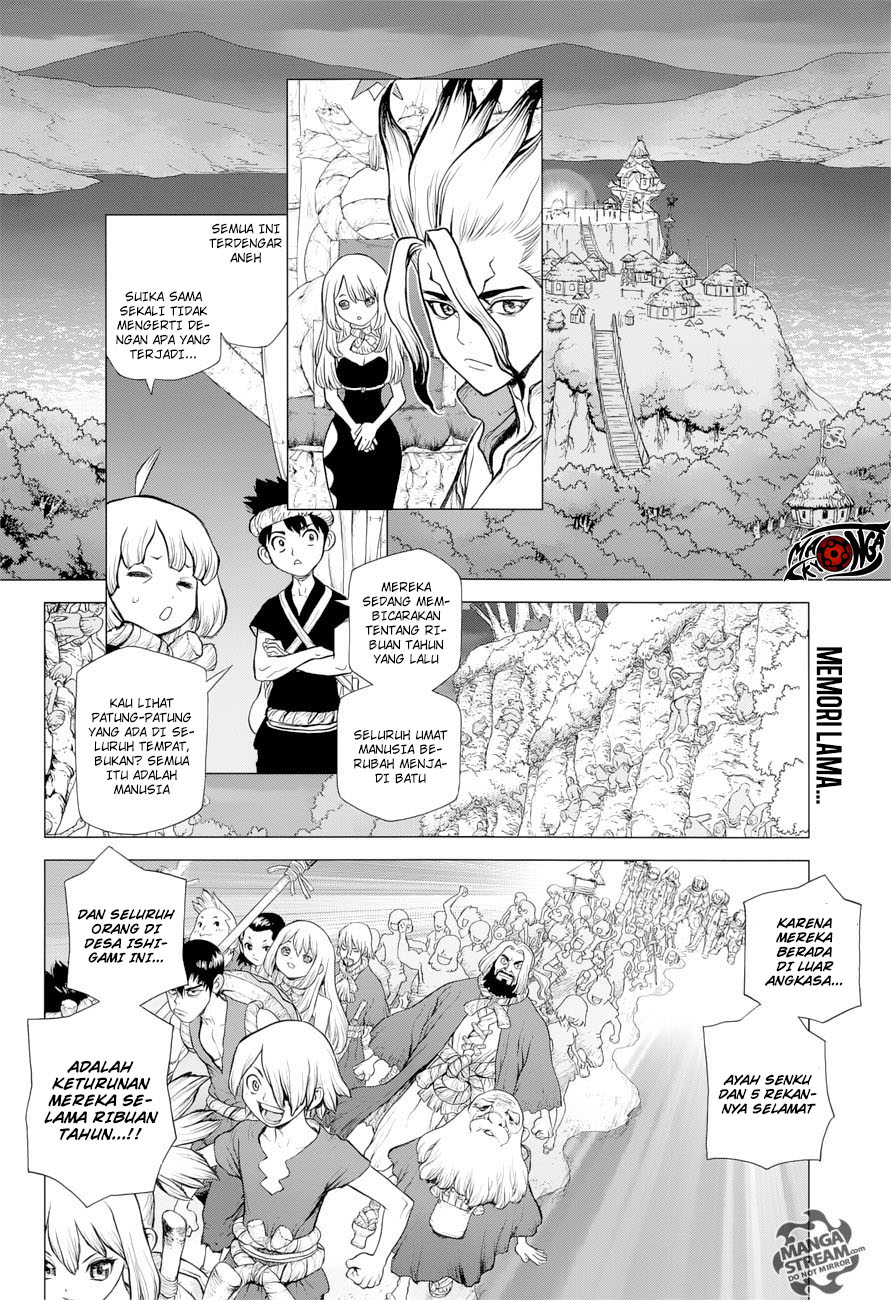 SEMUA INI
TERDENGAR
ANEH
SUIKA SAMA
SEKALI TIDAK
MENGERTI DE-
NGAN APA YANG
TERJADI...
MEREKA
SEDANG MEM-
BICARAKAN
TENTANG RI-
BUAN TAHUN
YANG LALU
SELURUH UMAT
MANUSIA BE-
RUBAH MENJA-
DI BATU
KAU LIHAT
PATUNG-PATUNG
YANG ADA DI SE-
LURUH TEMPAT,
BUKAN? SEMUA
ITU ADALAH
MANUSIA
MEMORI LAMA...
KARENA
MEREKA
BERADA
DI LUAR
ANGKASA...
AYAH SENKU
DAN 5 REKAN-
NYA SELAMAT
DAN SELURUH
ORANG DI
DESA ISHI-
GAMI INI...
ADALAH
KETURUNAN
MEREKA SE-
LAMA RIBUAN
TAHUN...!!
MANGA
STREAM.com
DO NOT MIRROR!